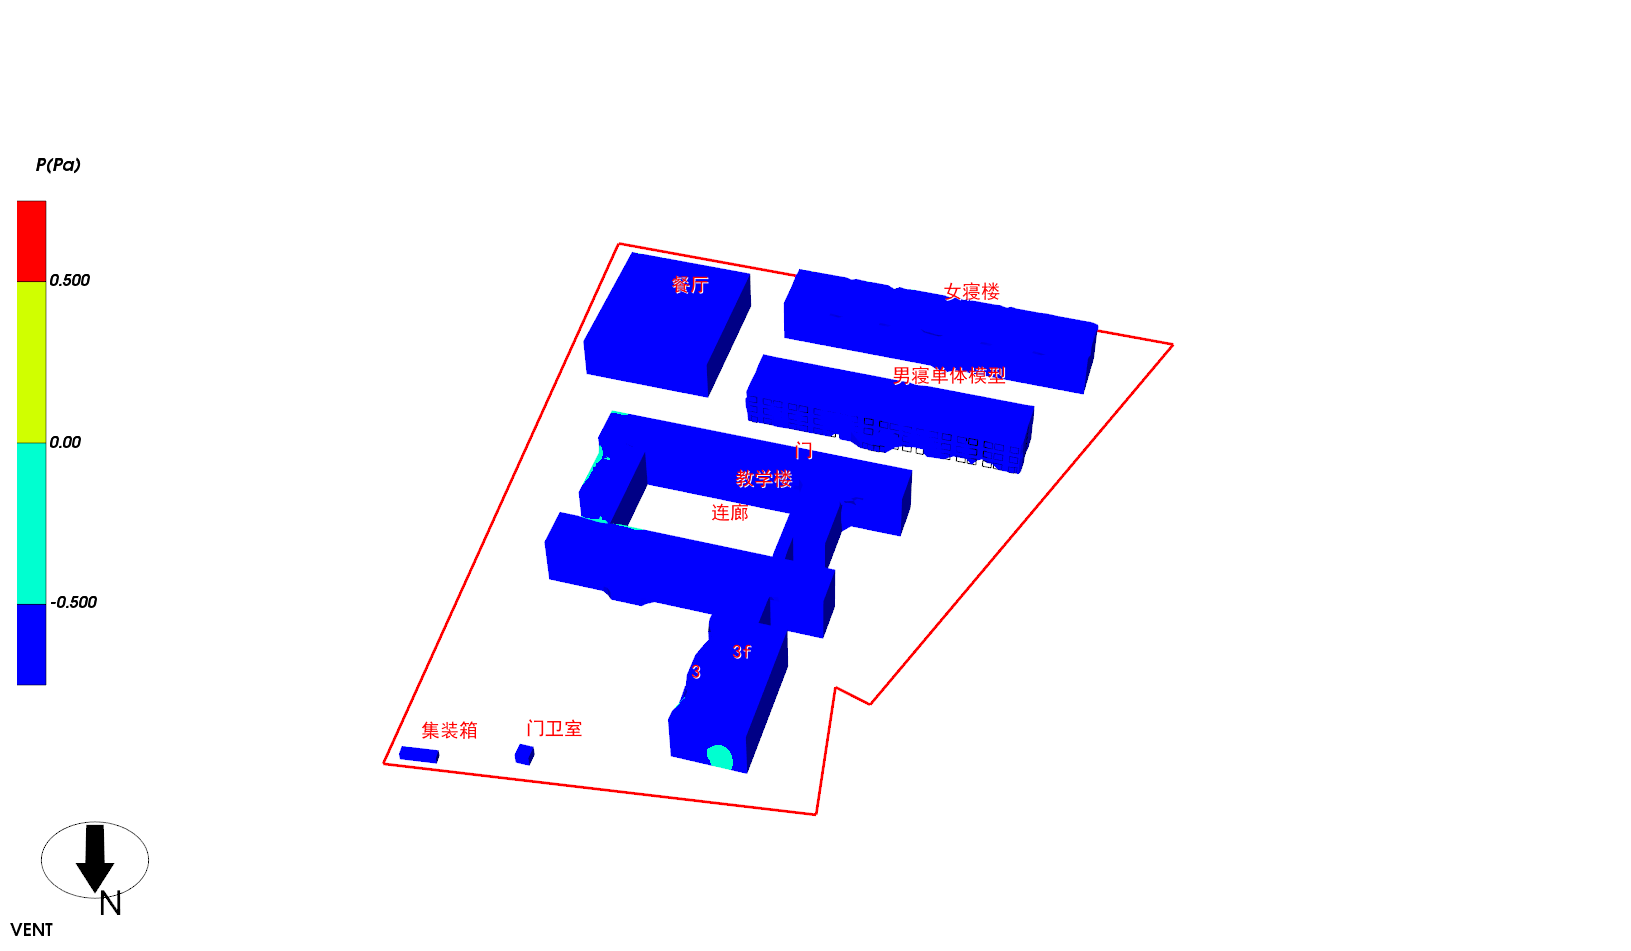 P(Pa)
0.500
0.00
-0.500
餐厅
女寝楼
男寝单体模型
门
教学楼
连廊
3f
3
集装箱
门卫室
N
VENT